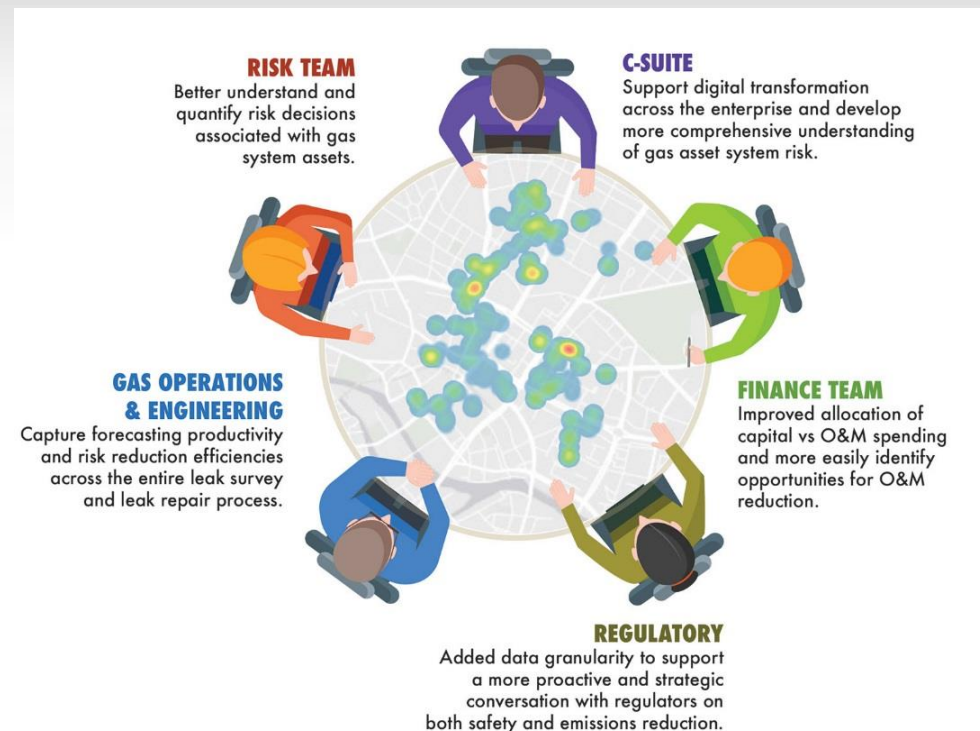 RISK TEAM
Better understand and
quantify risk decisions
associated with gas
system assets.
C-SUITE
Support digital transformation
across the enterprise and develop
more comprehensive understanding
of gas asset system risk.
GAS OPERATIONS
& ENGINEERING
Capture forecasting productivity
and risk reduction efficiencies
across the entire leak survey
and leak repair process.
FINANCE TEAM
Improved allocation of
capital vs O&M spending
and more easily identify
opportunities for O&M
reduction.
REGULATORY
Added data granularity to support
a more proactive and strategic
conversation with regulators on
both safety and emissions reduction.